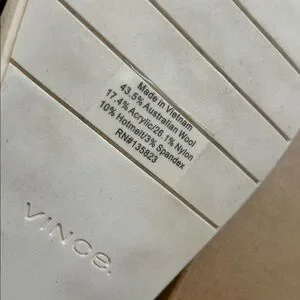 Made in Vietnam
43.5% Australian Wool
17.4% Acrylic/26.1% Nylon
10% Hotmelt/3% Spandex
RN#135823
VINCe.